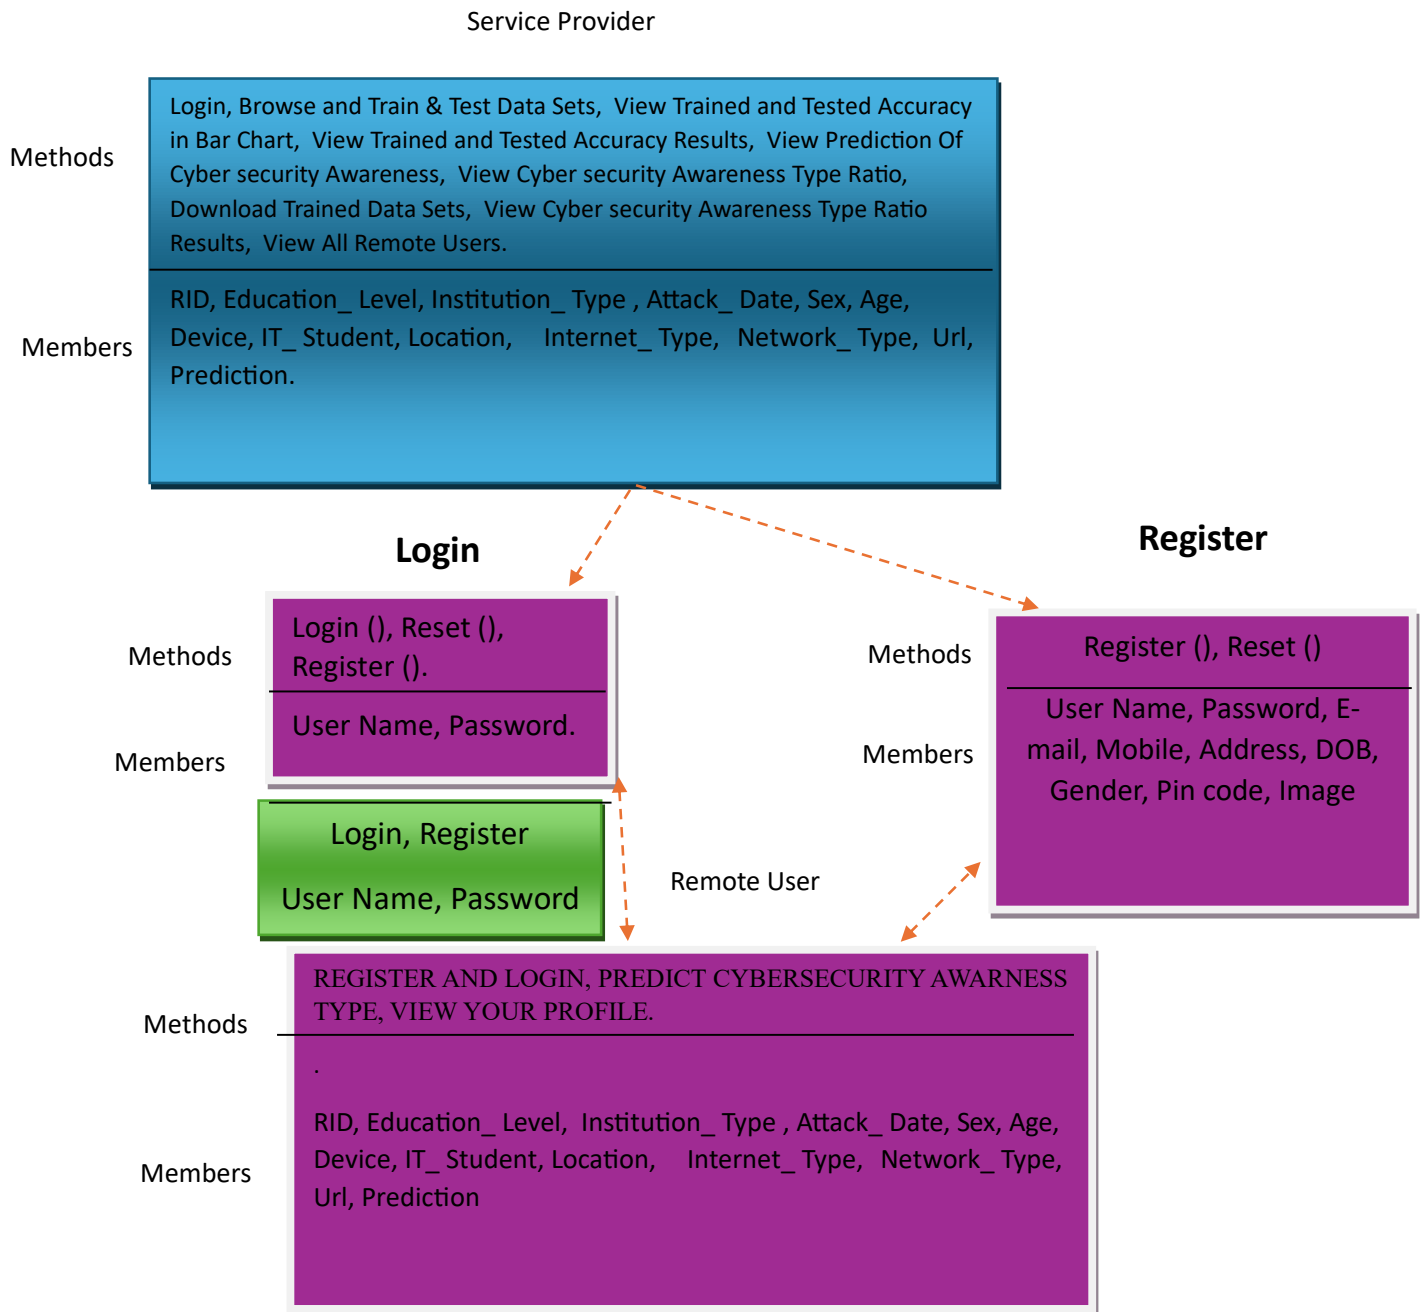 Service Provider
Login, Browse and Train & Test Data Sets, View Trained and Tested Accuracy
in Bar Chart, View Trained and Tested Accuracy Results, View Prediction Of
Cyber security Awareness, View Cyber security Awareness Type Ratio,
Download Trained Data Sets, View Cyber security Awareness Type Ratio
Results, View All Remote Users.
Methods
RID, Education_ Level, Institution_ Type , Attack_ Date, Sex, Age,
Device, IT_ Student, Location, Internet_ Type, Network_ Type, Url,
Prediction.
Members
Login
Register
Login (), Reset (),
Register ().
Methods
User Name, Password.
Members
Methods
Register (), Reset ()
Members
User Name, Password, E-
mail, Mobile, Address, DOB,
Gender, Pin code, Image
Login, Register
User Name, Password
Remote User
REGISTER AND LOGIN, PREDICT CYBERSECURITY AWARNESS
TYPE, VIEW YOUR PROFILE.
Methods
.
RID, Education_ Level, Institution_ Type , Attack_ Date, Sex, Age,
Device, IT_ Student, Location, Internet_ Type, Network_ Type,
Url, Prediction
Members